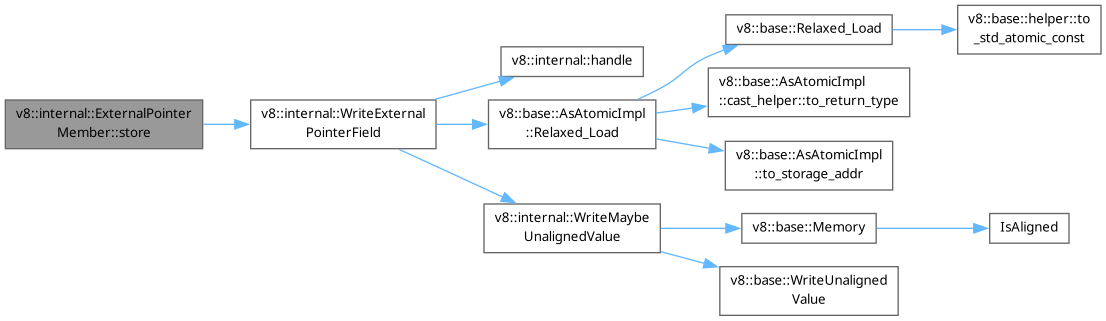 v8::internal::ExternalPointer
Member::store
v8::internal::WriteExternal
PointerField
v8::internal::handle
v8::base::AsAtomicImpl
::Relaxed_Load
v8::base::Relaxed_Load
v8::base::helper::to
_std_atomic_const
v8::base::AsAtomicImpl
::cast_helper::to_return_type
v8::base::AsAtomicImpl
::to_storage_addr
v8::internal::WriteMaybe
UnalignedValue
v8::base::Memory
IsAligned
v8::base::WriteUnaligned
Value